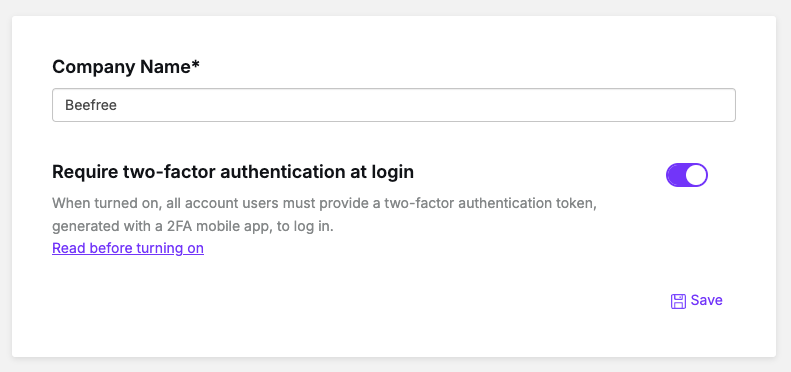 Company Name*
Beefree
Require two-factor authentication at login
When turned on, all account users must provide a two-factor authentication token,
generated with a 2FA mobile app, to log in.
Read before turning on
Save